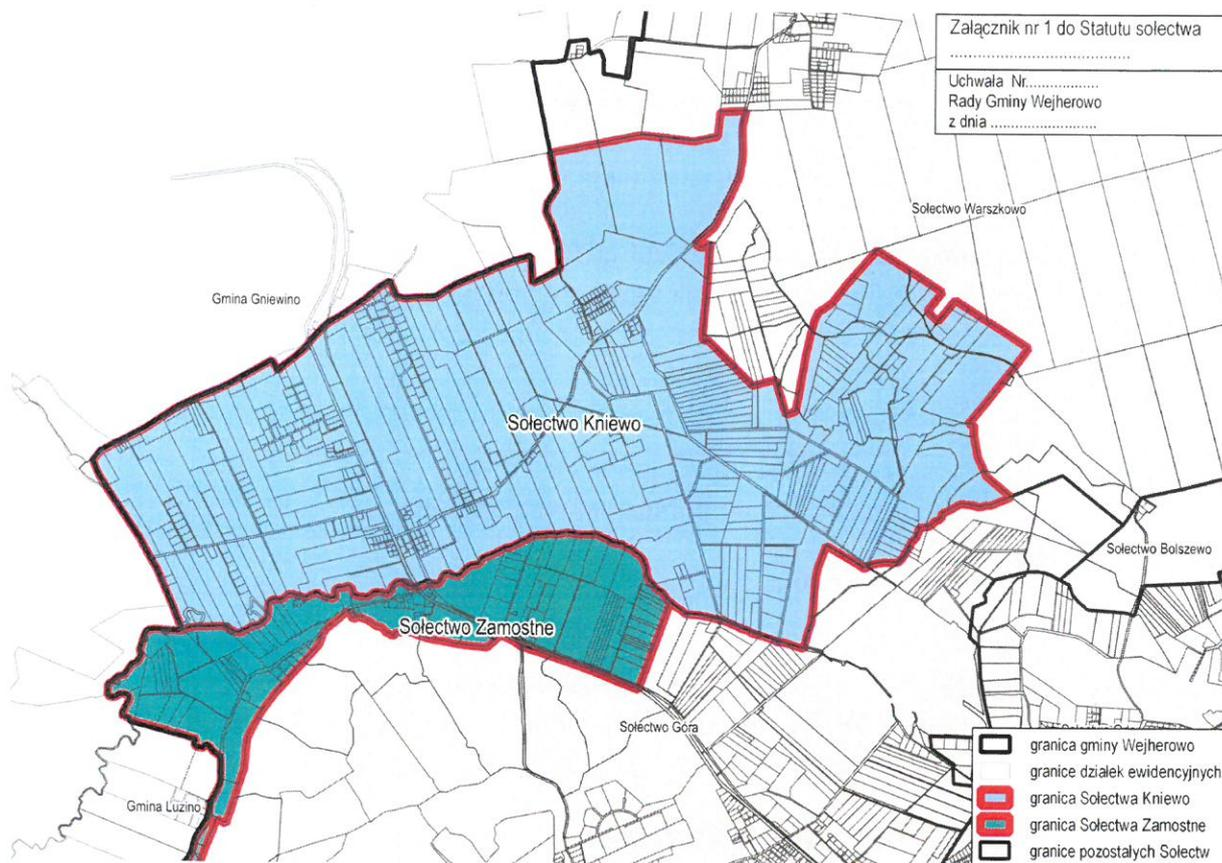 Załącznik nr 1 do Statutu sołectwa
.....................................
Uchwała Nr..................
Rady Gminy Wejherowo
z dnia ..........................
Sołectwo Warszkowo
Gmina Gniewino
Sołectwo Kniewo
Sołectwo Bolszewo
Sołectwo Zamostne
Sołectwo Góra
Gmina Luzino
granica gminy Wejherowo
granice działek ewidencyjnych
granica Sołectwa Kniewo
granica Sołectwa Zamostne
granice pozostałych Sołectw